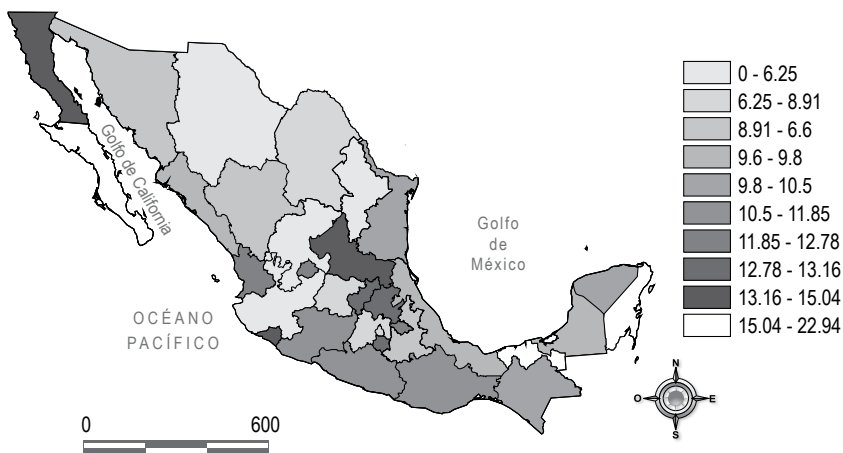 0 - 6.25
6.25 - 8.91
8.91 - 6.6
9.6 - 9.8
9.8 - 10.5
10.5 - 11.85
11.85 - 12.78
12.78 - 13.16
13.16 - 15.04
15.04 - 22.94
Golfo de California
Golfo
de
México
OCÉANO
PACÍFICO
N
O
E
S
0
600